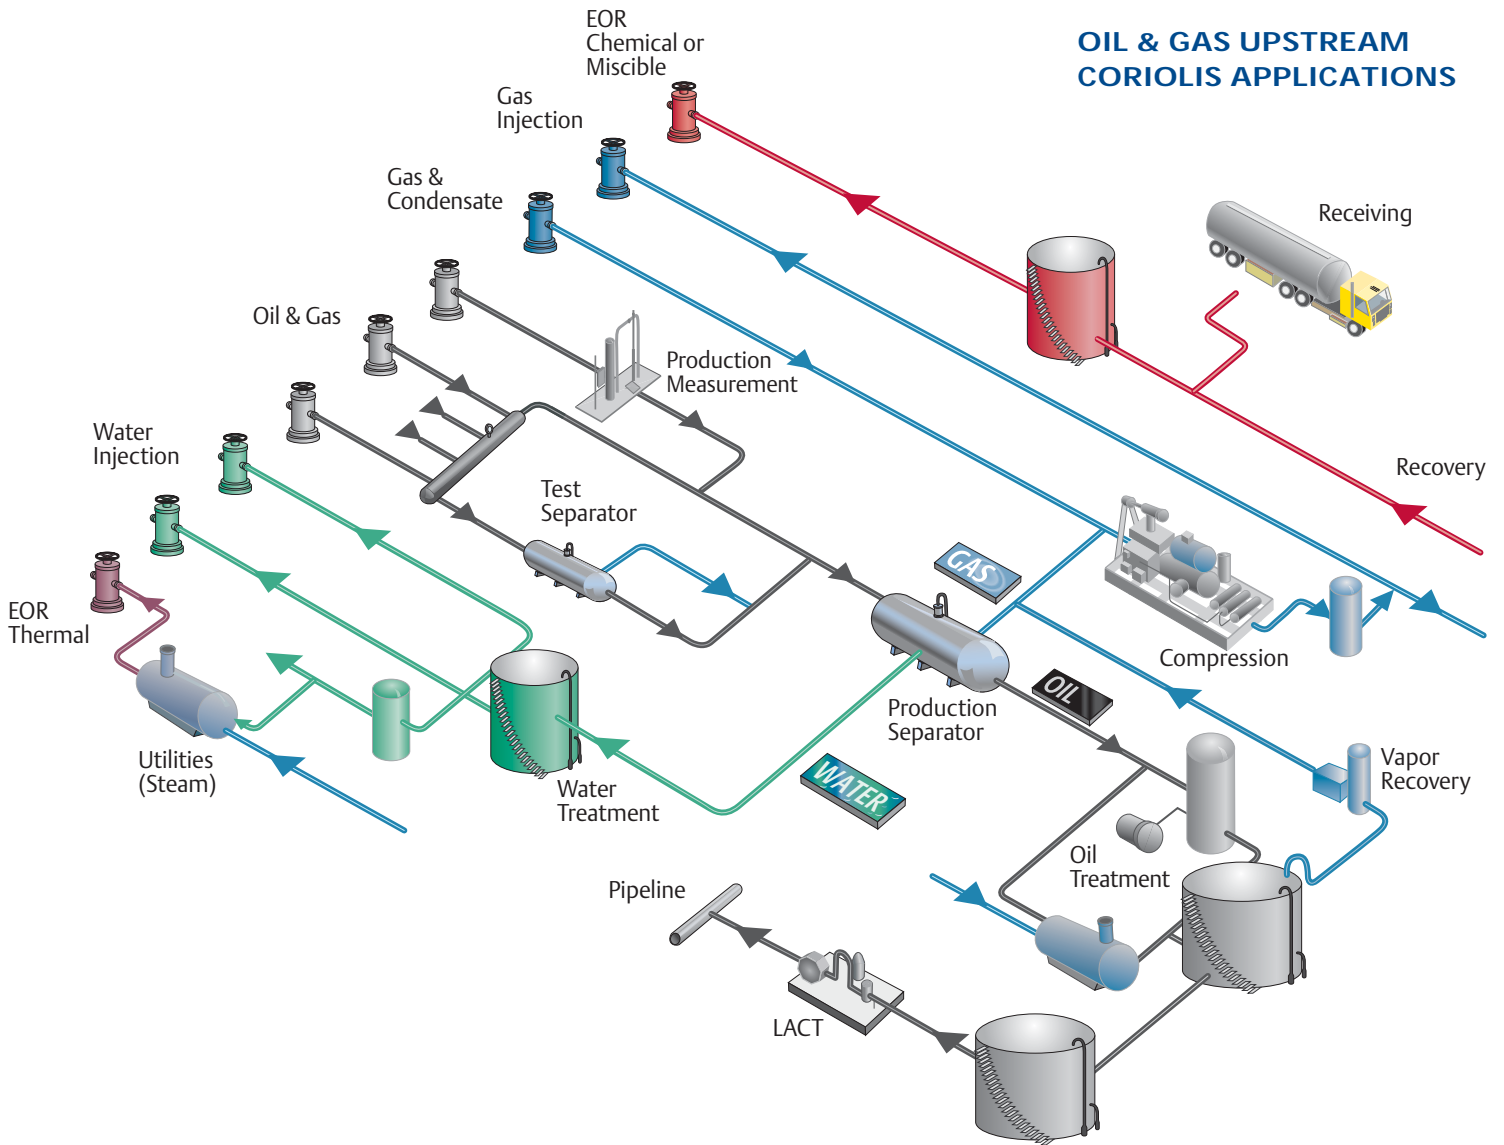 OIL & GAS UPSTREAM
CORIOLIS APPLICATIONS
EOR
Chemical or
Miscible
Gas
Injection
Gas &
Condensate
Receiving
Oil & Gas
Production
Measurement
Water
Injection
Recovery
Test
Separator
GAS
EOR
Thermal
Compression
OIL
Production
Separator
Utilities
(Steam)
Water
Treatment
WATER
Vapor
Recovery
Oil
Treatment
Pipeline
LACT